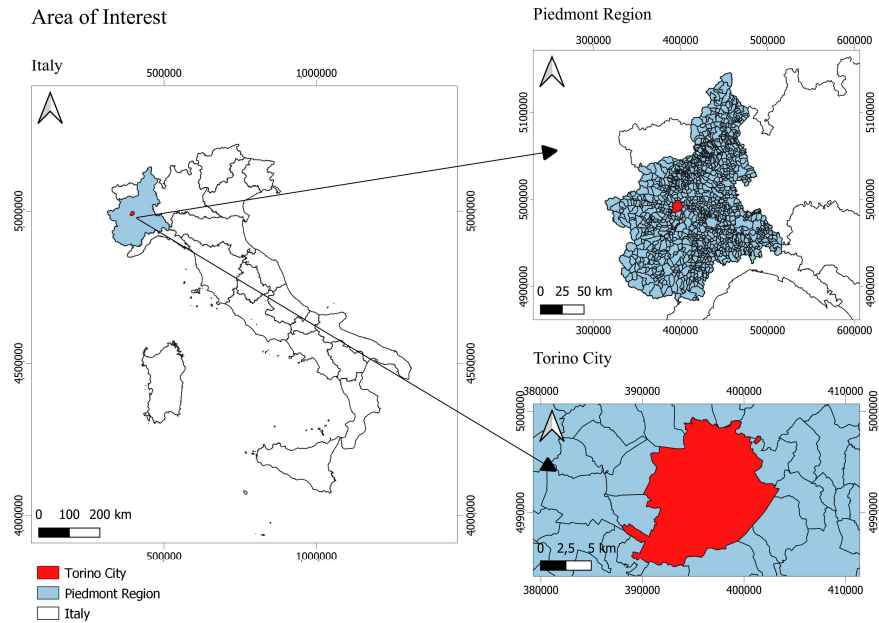 Area of Interest
Italy
500000 1000000
5000000
4500000
4000000
5000000
4500000
4000000
0 100 200 km
500000 1000000
Torino City
Piedmont Region
Italy
Piedmont Region
300000 400000 500000 600000
5100000
5000000
4900000
5100000
5000000
4900000
0 25 50 km
300000 400000 500000 600000
Torino City
380000 390000 400000 410000
5000000
4990000
5000000
4990000
0 2,5 5 km
380000 390000 400000 410000